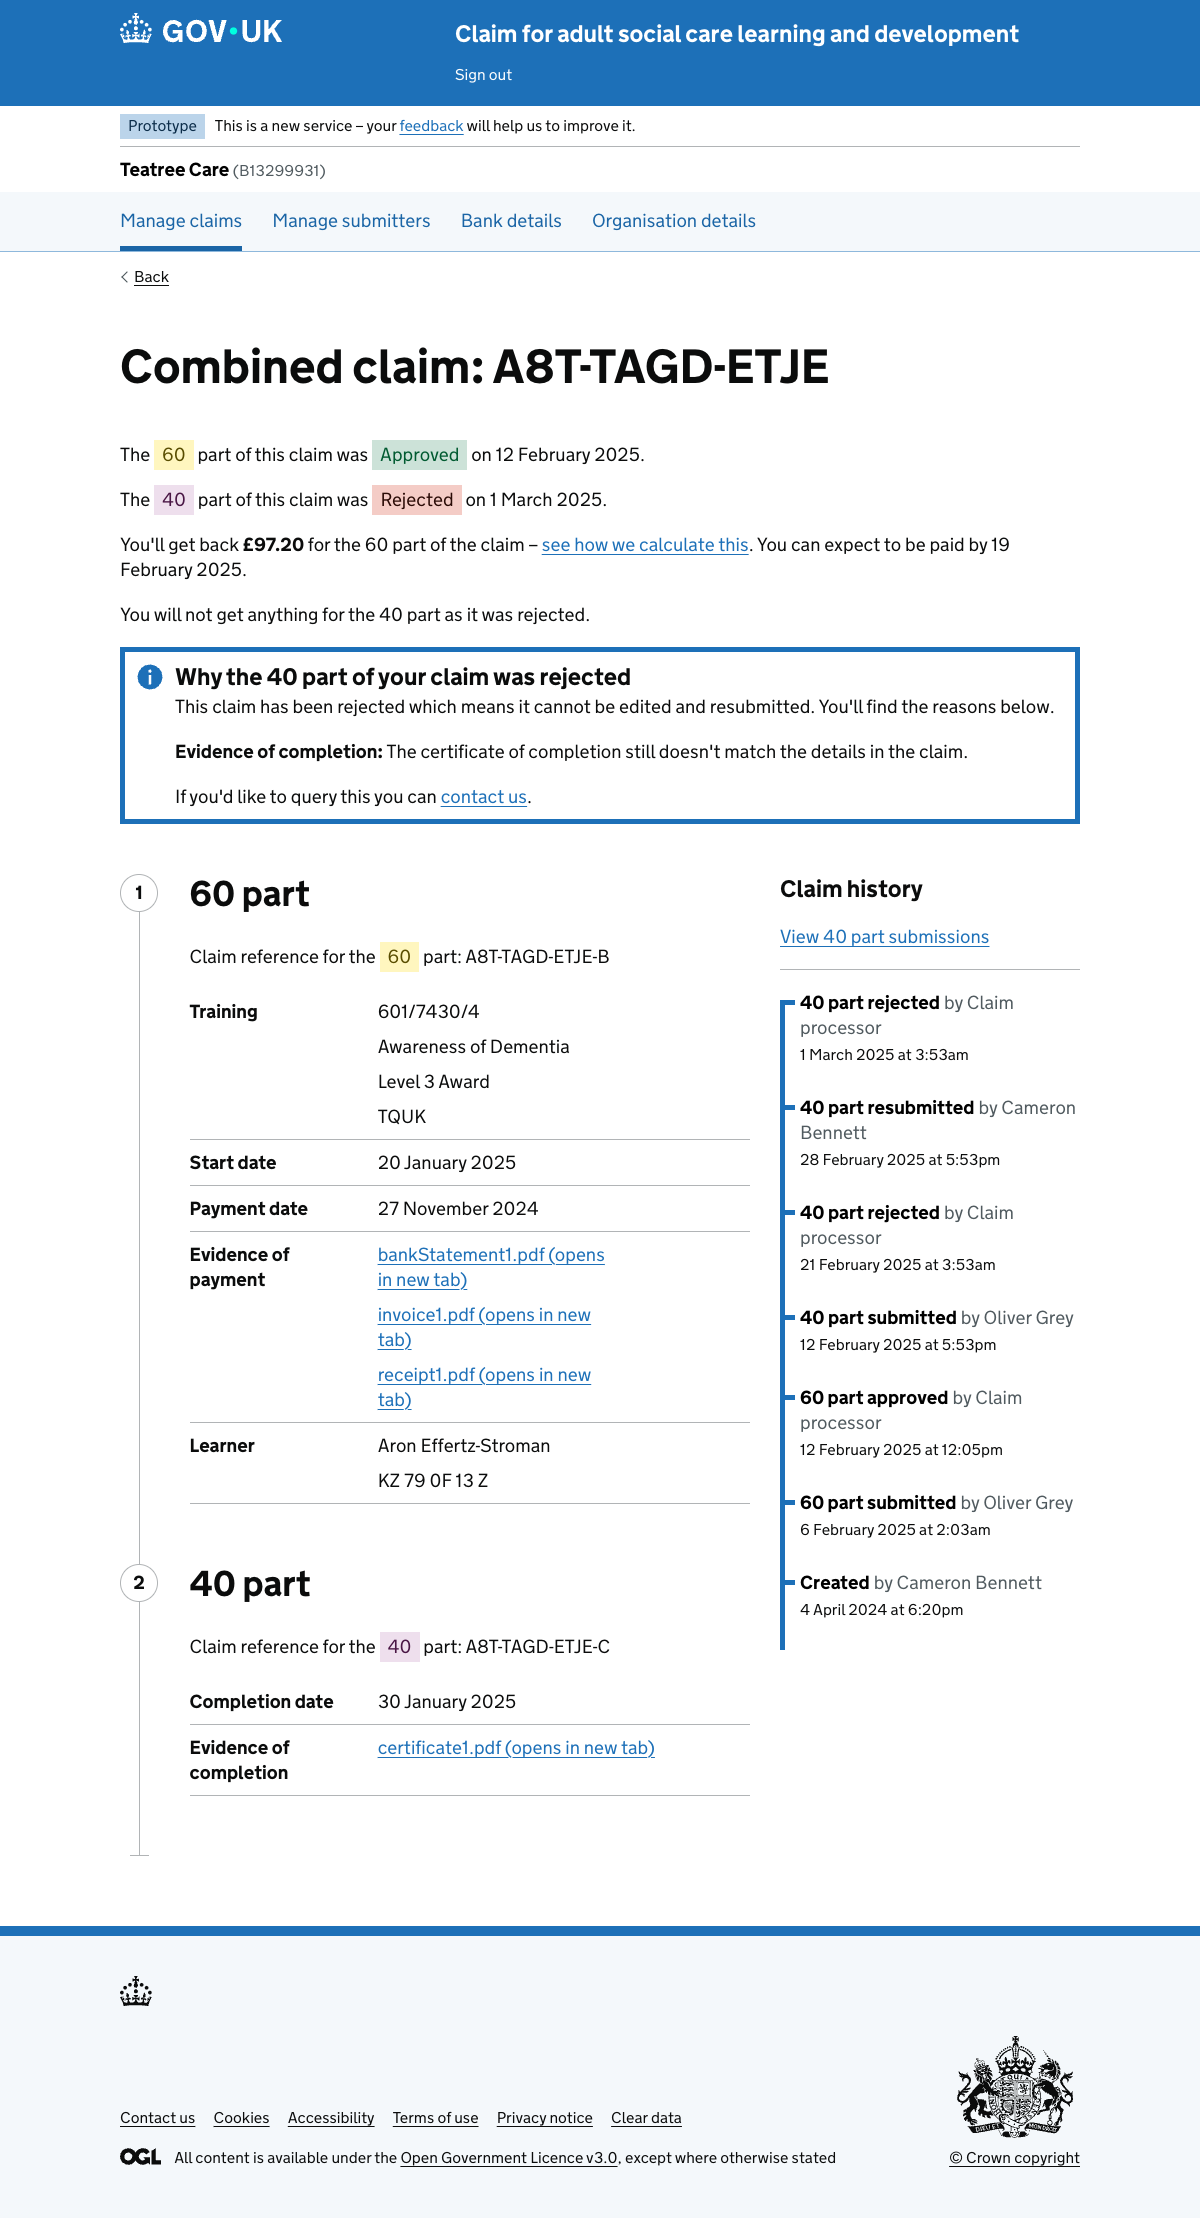 GOV·UK
Claim for adult social care learning and development
Sign out
Prototype This is a new service – your feedback will help us to improve it.
Teatree Care (B13299931)
Manage claims Manage submitters Bank details Organisation details
Back
Combined claim: A8T-TAGD-ETJE
The 60 part of this claim was Approved on 12 February 2025.
The 40 part of this claim was Rejected on 1 March 2025.
You'll get back £97.20 for the 60 part of the claim – see how we calculate this. You can expect to be paid by 19
February 2025.
You will not get anything for the 40 part as it was rejected.
Why the 40 part of your claim was rejected
This claim has been rejected which means it cannot be edited and resubmitted. You'll find the reasons below.
Evidence of completion: The certificate of completion still doesn't match the details in the claim.
If you'd like to query this you can contact us.
1
60 part
Claim reference for the 60 part: A8T-TAGD-ETJE-B
Training 601/7430/4
Awareness of Dementia
Level 3 Award
TQUK
Start date 20 January 2025
Payment date 27 November 2024
Evidence of
payment
bankStatement1.pdf (opens
in new tab)
invoice1.pdf (opens in new
tab)
receipt1.pdf (opens in new
tab)
Learner Aron Effertz-Stroman
KZ 79 0F 13 Z
2
40 part
Claim reference for the 40 part: A8T-TAGD-ETJE-C
Completion date 30 January 2025
Evidence of
completion
certificate1.pdf (opens in new tab)
Claim history
View 40 part submissions
40 part rejected by Claim
processor
1 March 2025 at 3:53am
40 part resubmitted by Cameron
Bennett
28 February 2025 at 5:53pm
40 part rejected by Claim
processor
21 February 2025 at 3:53am
40 part submitted by Oliver Grey
12 February 2025 at 5:53pm
60 part approved by Claim
processor
12 February 2025 at 12:05pm
60 part submitted by Oliver Grey
6 February 2025 at 2:03am
Created by Cameron Bennett
4 April 2024 at 6:20pm
Contact us Cookies Accessibility Terms of use Privacy notice Clear data
OGL All content is available under the Open Government Licence v3.0, except where otherwise stated
© Crown copyright